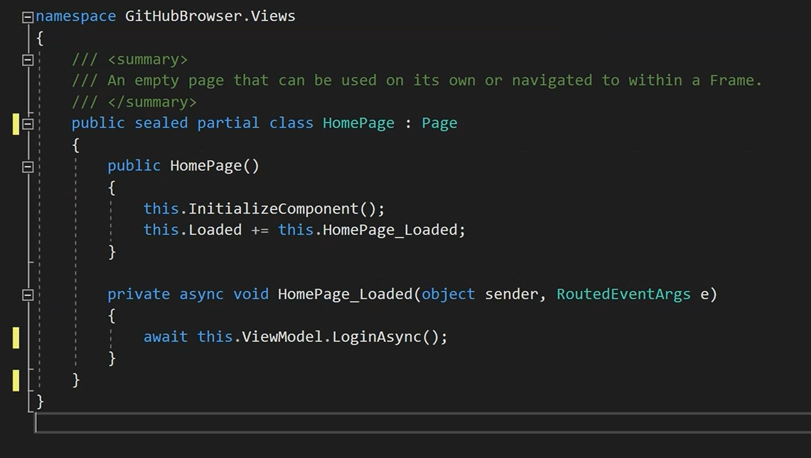 namespace GitHubBrowser.Views
{
    /// <summary>
    /// An empty page that can be used on its own or navigated to within a Frame.
    /// </summary>
    public sealed partial class HomePage : Page
    {
        public HomePage()
        {
            this.InitializeComponent();
            this.Loaded += this.HomePage_Loaded;
        }

        private async void HomePage_Loaded(object sender, RoutedEventArgs e)
        {
            await this.ViewModel.LoginAsync();
        }
    }
}